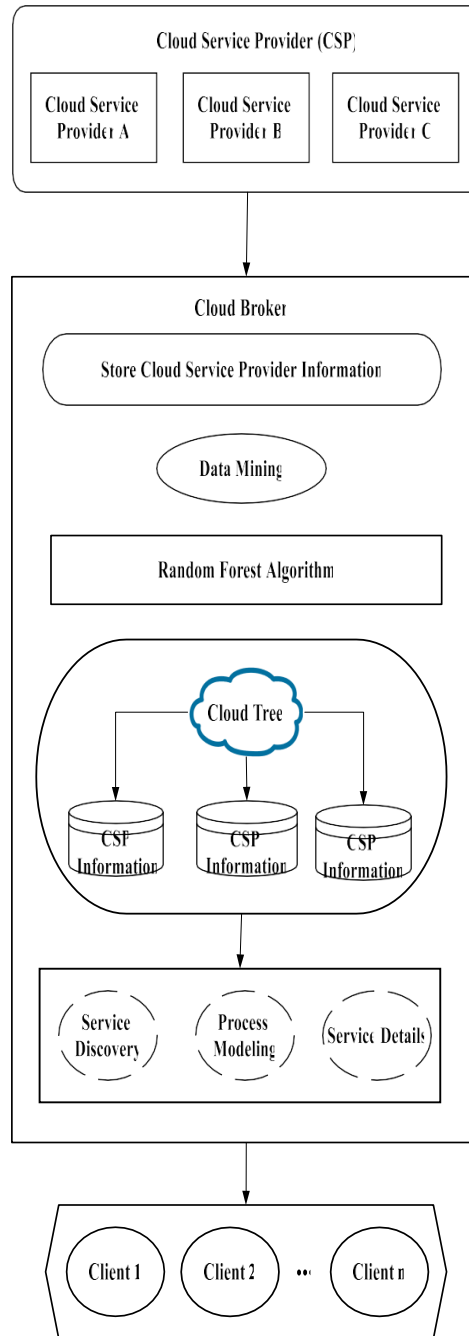 Cloud Service Provider (CSP)
Cloud Service
Provider A
Cloud Service
Provider B
Cloud Service
Provider C
Cloud Broker
Store Cloud Service Provider Information
Data Mining
Random Forest Algorithm
Cloud Tree
CSP
Information
CSP
Information
CSP
Information
Service
Discovery
Process
Modeling
Service Details
Client 1
Client 2
...
Client n